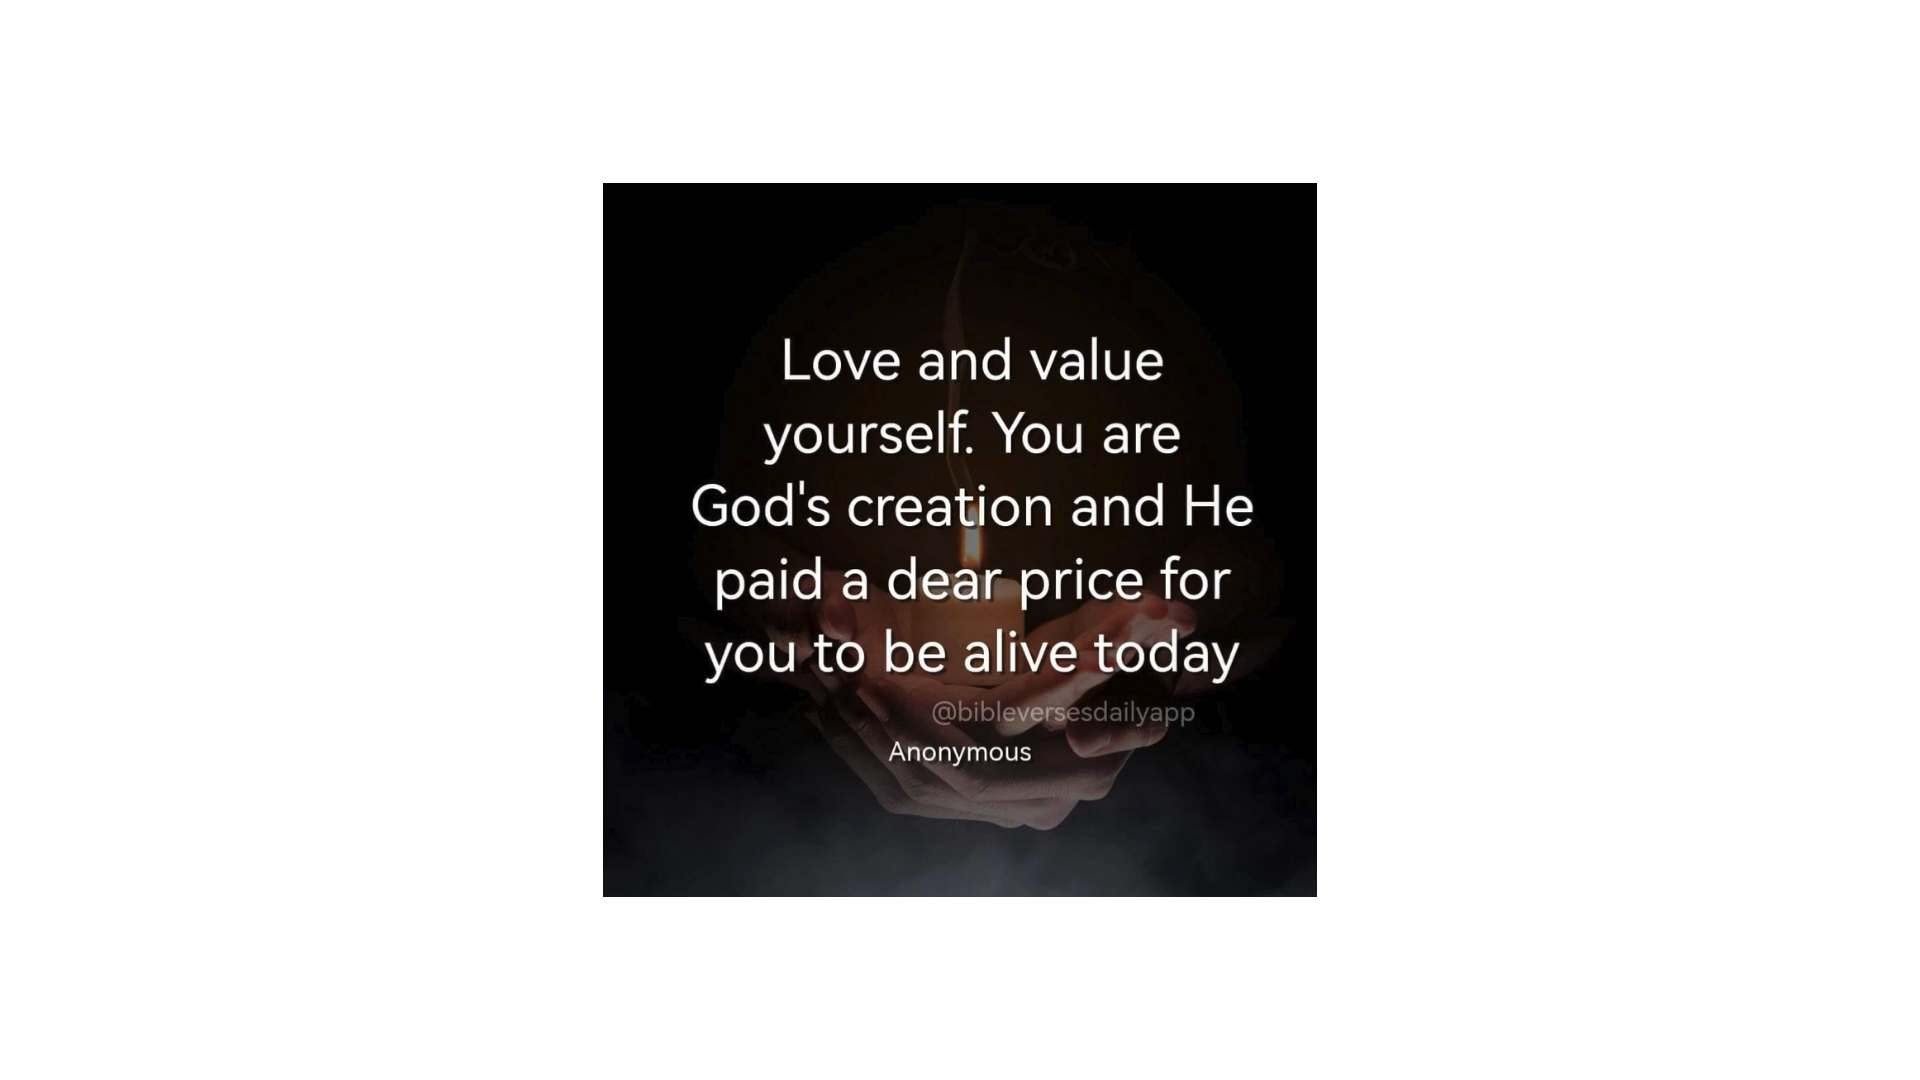 Love and value
yourself. You are
God's creation and He
paid a dear price for
you to be alive today
@bibleversesdailyapp
Anonymous